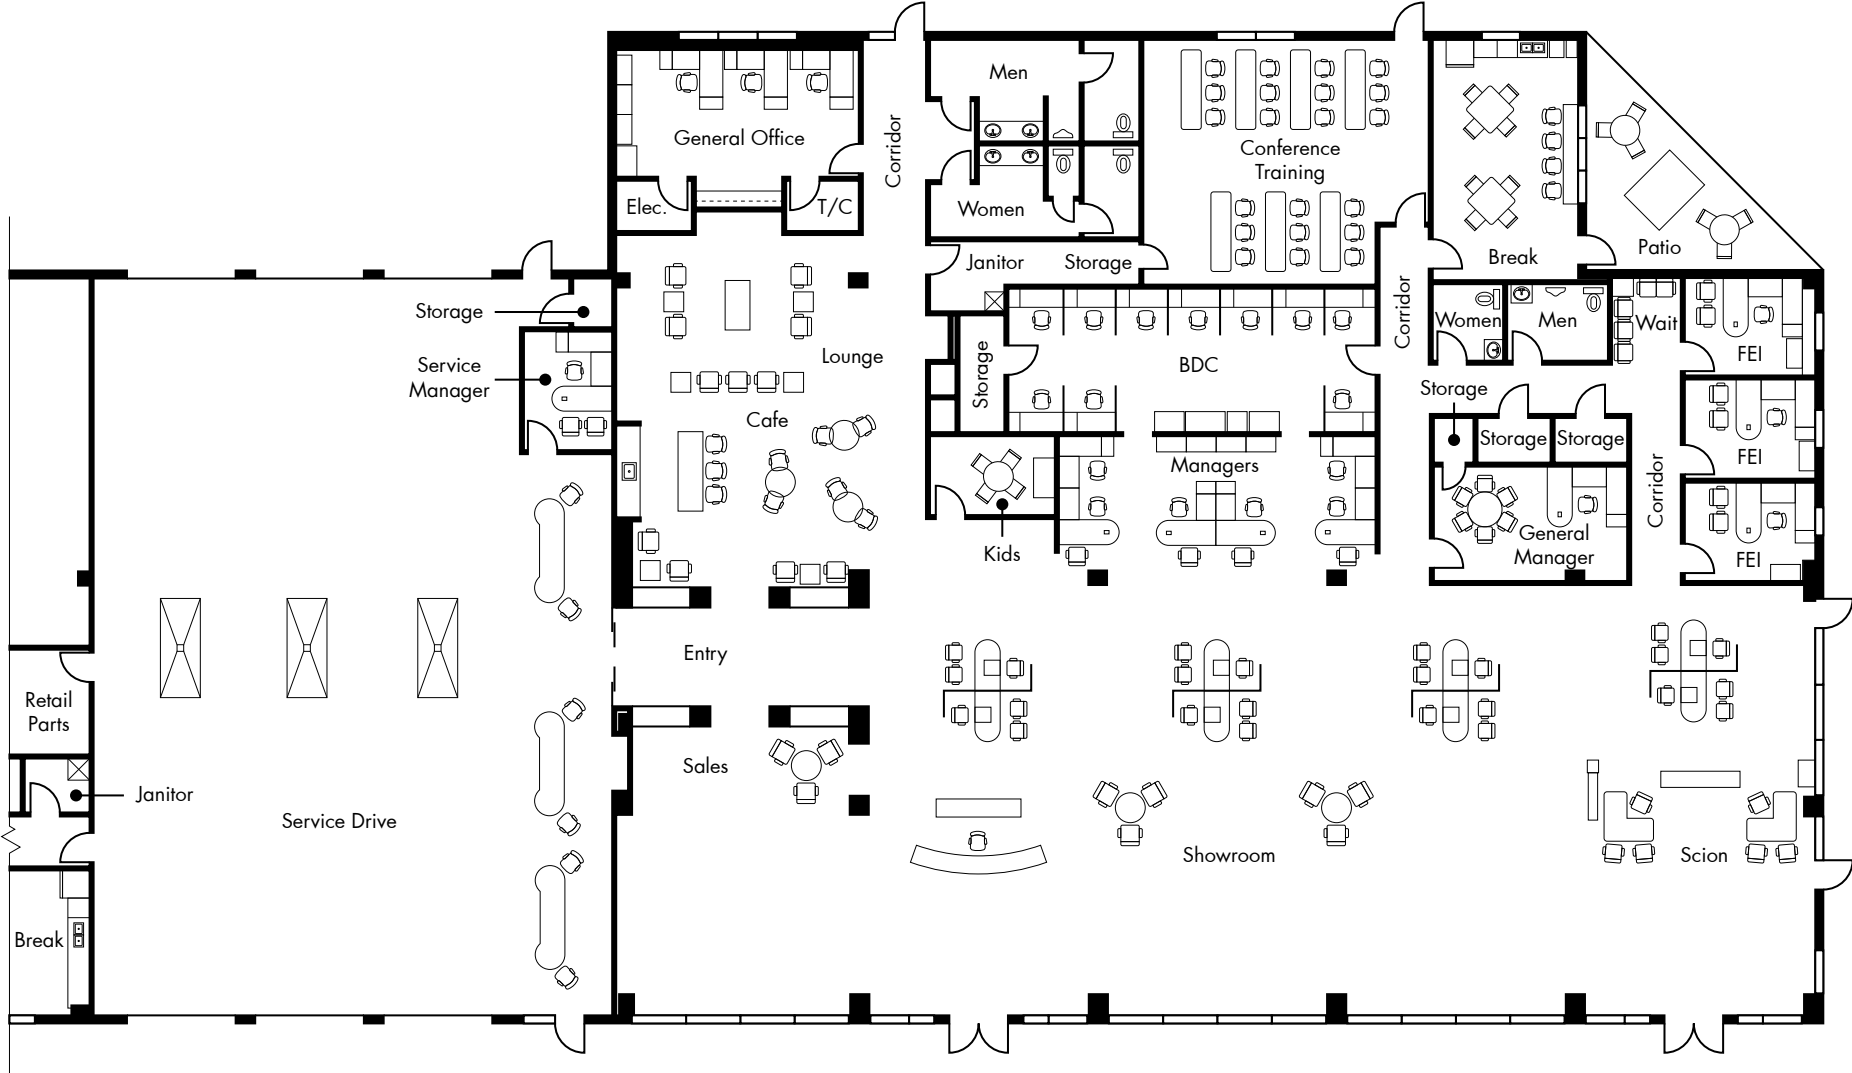 Men
Corridor
General Office
Conference
Training
Elec.
T/C
Women
Patio
Break
Janitor
Storage
Corridor
Storage
Women
Men
Wait
Lounge
FEI
Service
Manager
BDC
Storage
Storage
Cafe
Storage
Storage
FEI
Managers
Corridor
General
Manager
Kids
FEI
Entry
Retail
Parts
Sales
Janitor
Service Drive
Showroom
Scion
Break